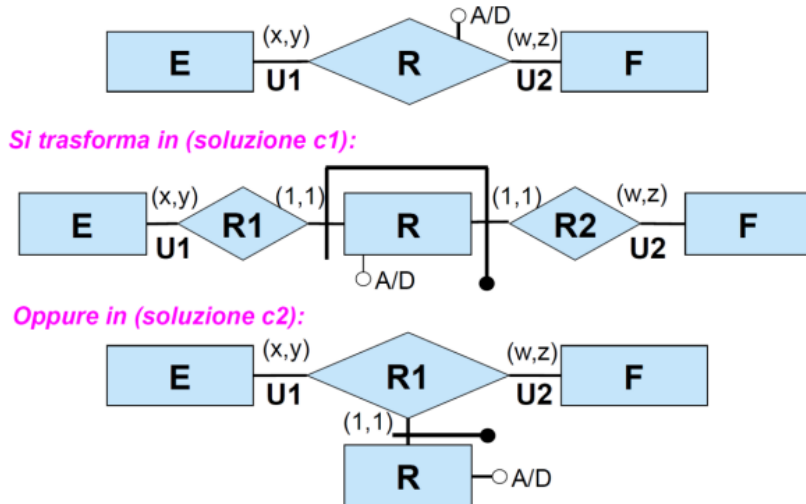 A/D
(x,y) (w,z)
E R F
U1 U2
Si trasforma in (soluzione c1):
(x,y) (1,1) (1,1) (w,z)
E R1 R R2 F
U1 U2
A/D
Oppure in (soluzione c2):
(x,y) (w,z)
E R1 F
U1 U2
(1,1)
R A/D